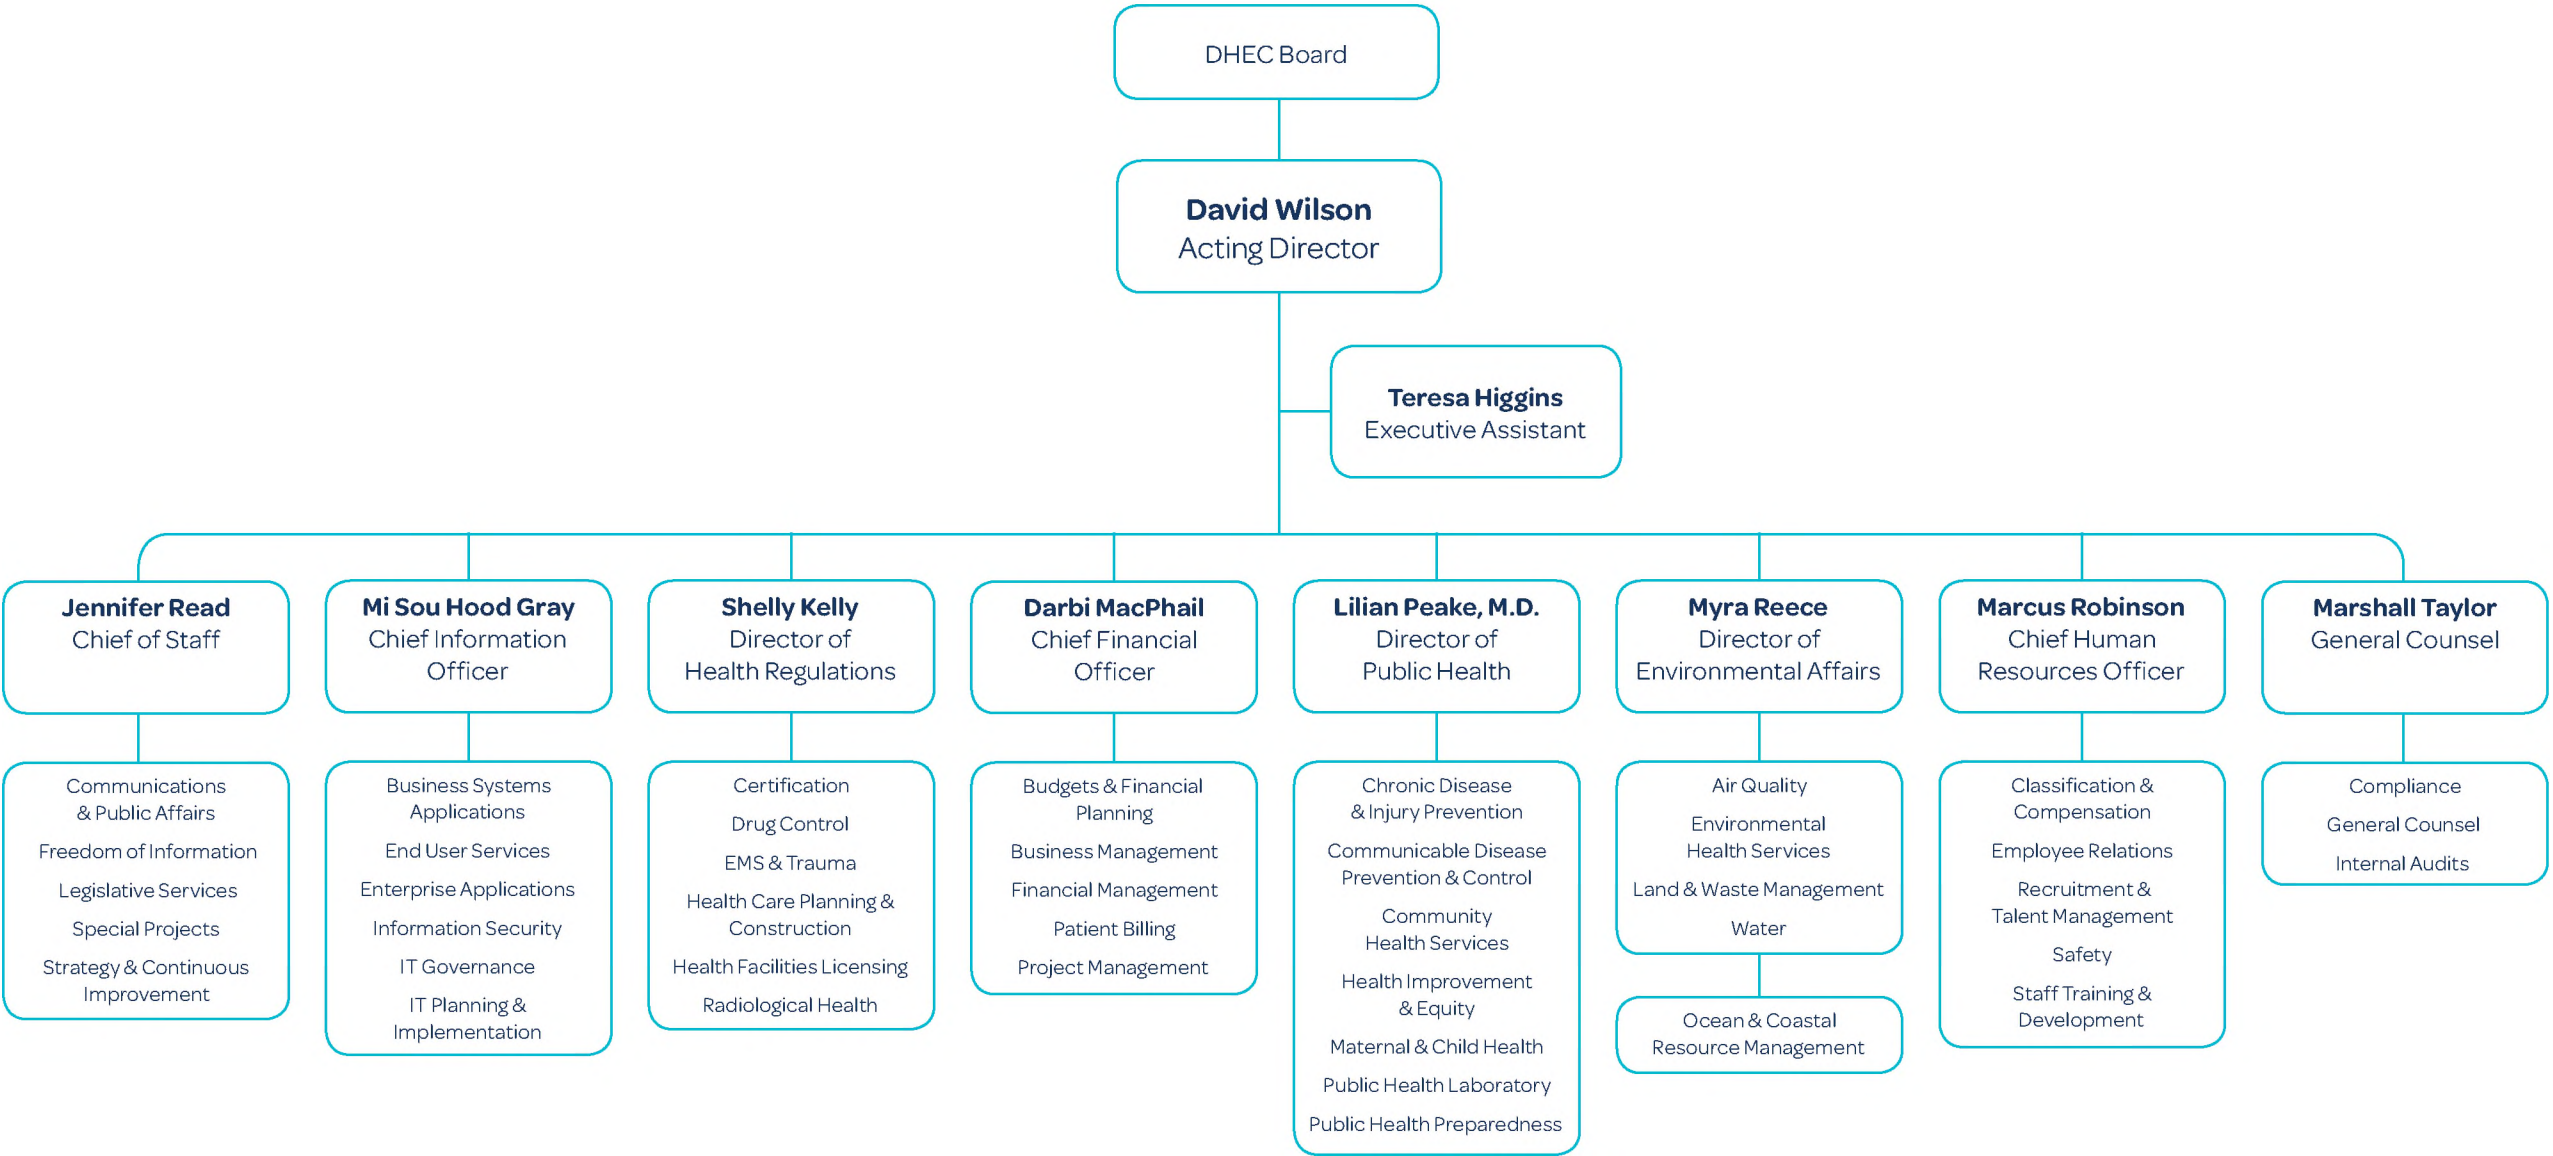 DHEC Board
David Wilson
Acting Director
Teresa Higgins
Executive Assistant
Jennifer Read
Chief of Staff
Mi Sou Hood Gray
Chief Information
Officer
Shelly Kelly
Director of
Health Regulations
Darbi MacPhail
Chief Financial
Officer
Lilian Peake, M.D.
Director of
Public Health
Myra Reece
Director of
Environmental Affairs
Marcus Robinson
Chief Human
Resources Officer
Marshall Taylor
General Counsel
Communications
& Public Affairs
Freedom of Information
Legislative Services
Special Projects
Strategy & Continuous
Improvement
Business Systems
Applications
End User Services
Enterprise Applications
Information Security
IT Governance
IT Planning &
Implementation
Certification
Drug Control
EMS & Trauma
Health Care Planning &
Construction
Health Facilities Licensing
Radiological Health
Budgets & Financial
Planning
Business Management
Financial Management
Patient Billing
Project Management
Chronic Disease
& Injury Prevention
Communicable Disease
Prevention & Control
Community
Health Services
Health Improvement
& Equity
Maternal & Child Health
Public Health Laboratory
Public Health Preparedness
Air Quality
Environmental
Health Services
Land & Waste Management
Water
Ocean & Coastal
Resource Management
Classification &
Compensation
Employee Relations
Recruitment &
Talent Management
Safety
Staff Training &
Development
Compliance
General Counsel
Internal Audits